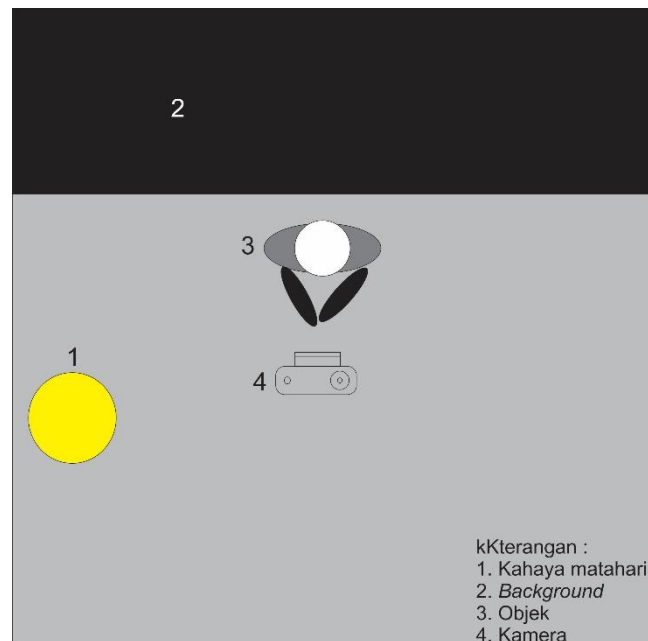 2
3
1
4
kKterangan :
1. Kahaya matahari
2. Background
3. Objek
4. Kamera